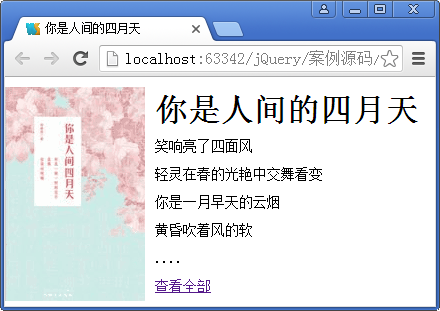 你是人间的四月天
localhost:63342/jQuery/案例源码/
你是人间四月天
你是人间的四月天
笑响亮了四面风
轻灵在春的光艳中交舞着变
你是一月早天的云烟
黄昏吹着风的软
....
查看全部